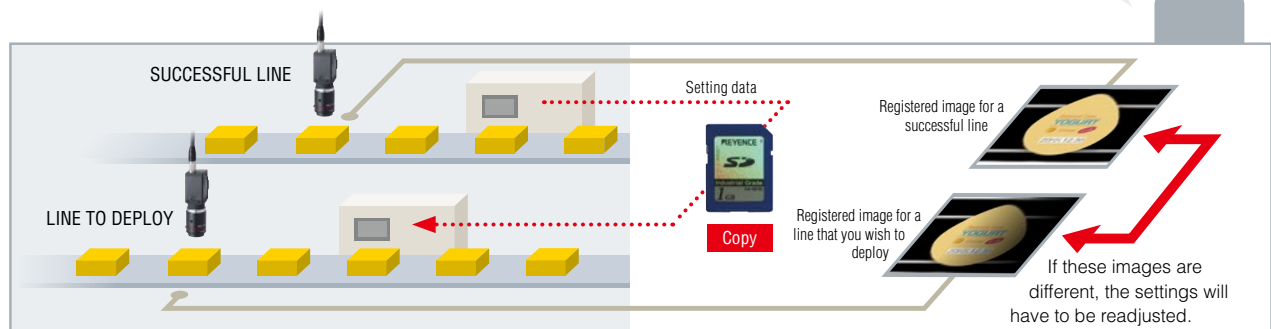 SUCCESSFUL LINE
Setting data
Registered image for a
successful line
YOGURT
KEYENCE
SD
Industrial Grade
1GB
LINE TO DEPLOY
Copy
Registered image for a
line that you wish to
deploy
YOGURT
If these images are
different, the settings will
have to be readjusted.